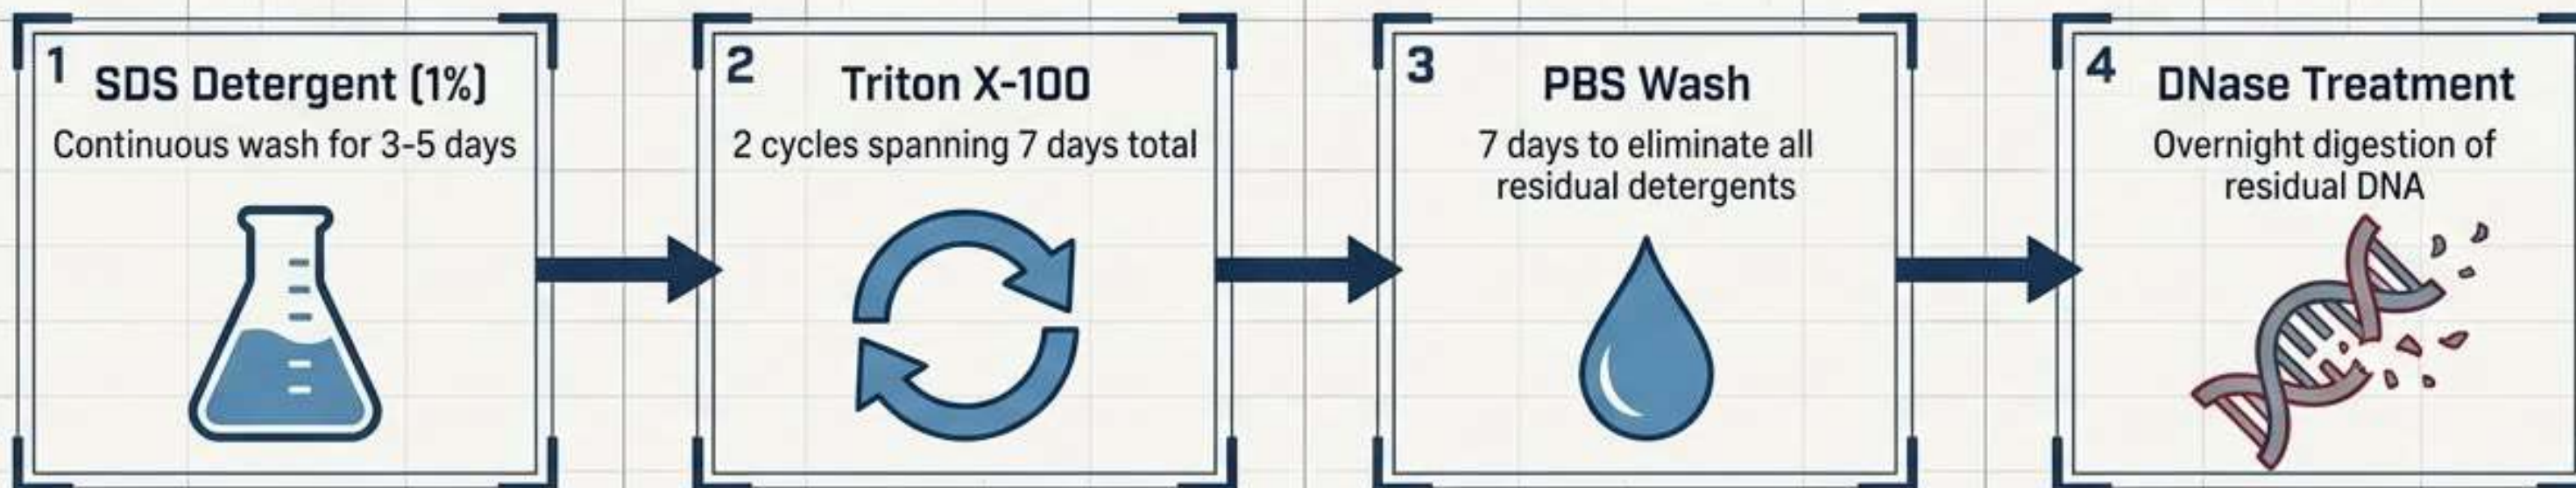 1
SDS Detergent (1%)
Continuous wash for 3-5 days
2
Triton X-100
2 cycles spanning 7 days total
3
PBS Wash
7 days to eliminate all
residual detergents
4
DNase Treatment
Overnight digestion of
residual DNA